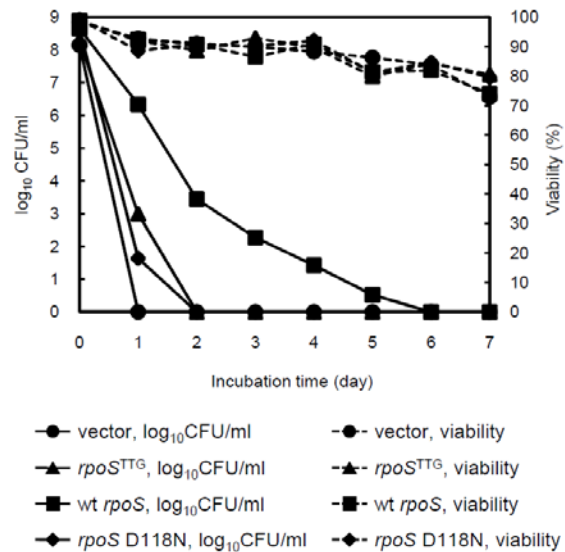 9
8
7
6
5
4
3
2
1
0
log₁₀ CFU/ml
100
90
80
70
60
50
40
30
20
10
0
Viability (%)
0 1 2 3 4 5 6 7
Incubation time (day)
vector, log₁₀CFU/ml
vector, viability
rpoSᵀᵀᴳ, log₁₀CFU/ml
rpoSᵀᵀᴳ, viability
wt rpoS, log₁₀CFU/ml
wt rpoS, viability
rpoS D118N, log₁₀CFU/ml
rpoS D118N, viability